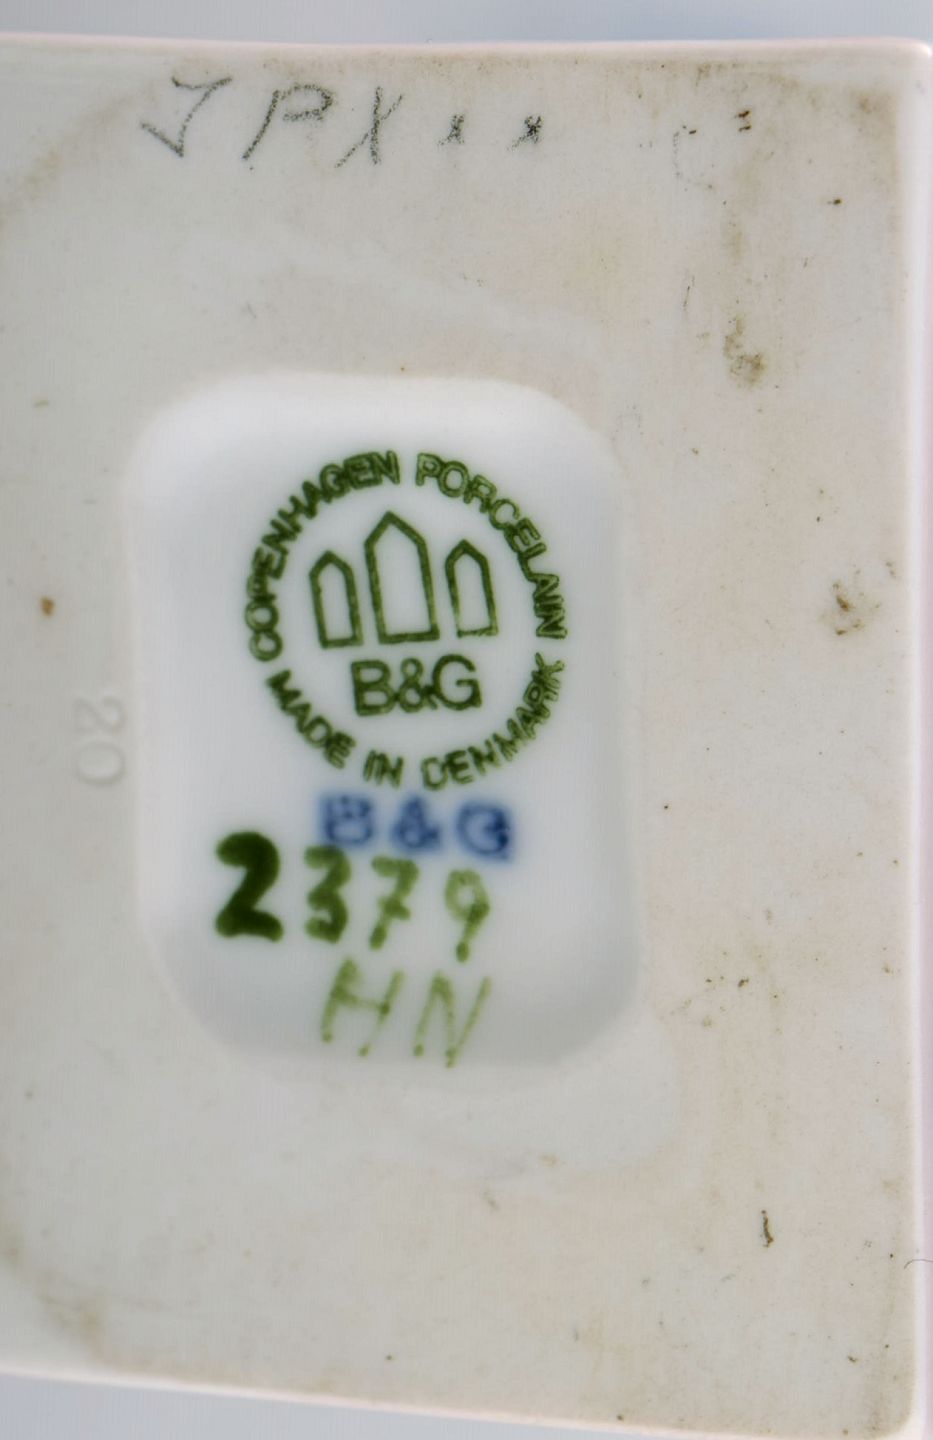 JPX××
COPENHAGEN PORCELAIN
B&G
MADE IN DENMARK
B&G
2379
HN
20